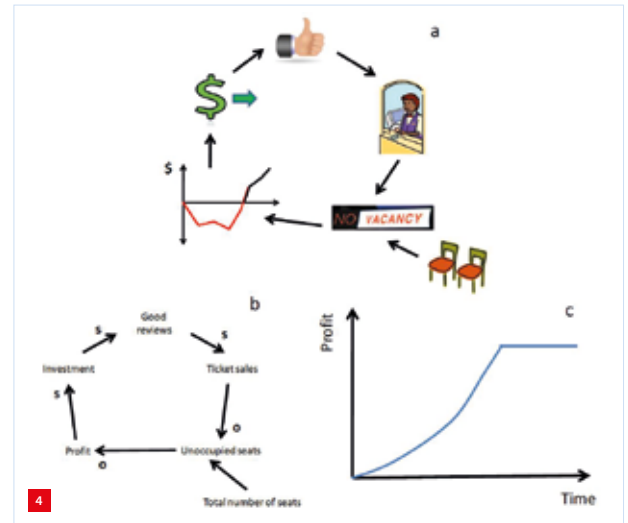 a
$
$
NO VACANCY
b
c
Good
reviews
s
s
Investment
Ticket sales
s
o
Profit
Unoccupied seats
o
Total number of seats
Profit
Time
4